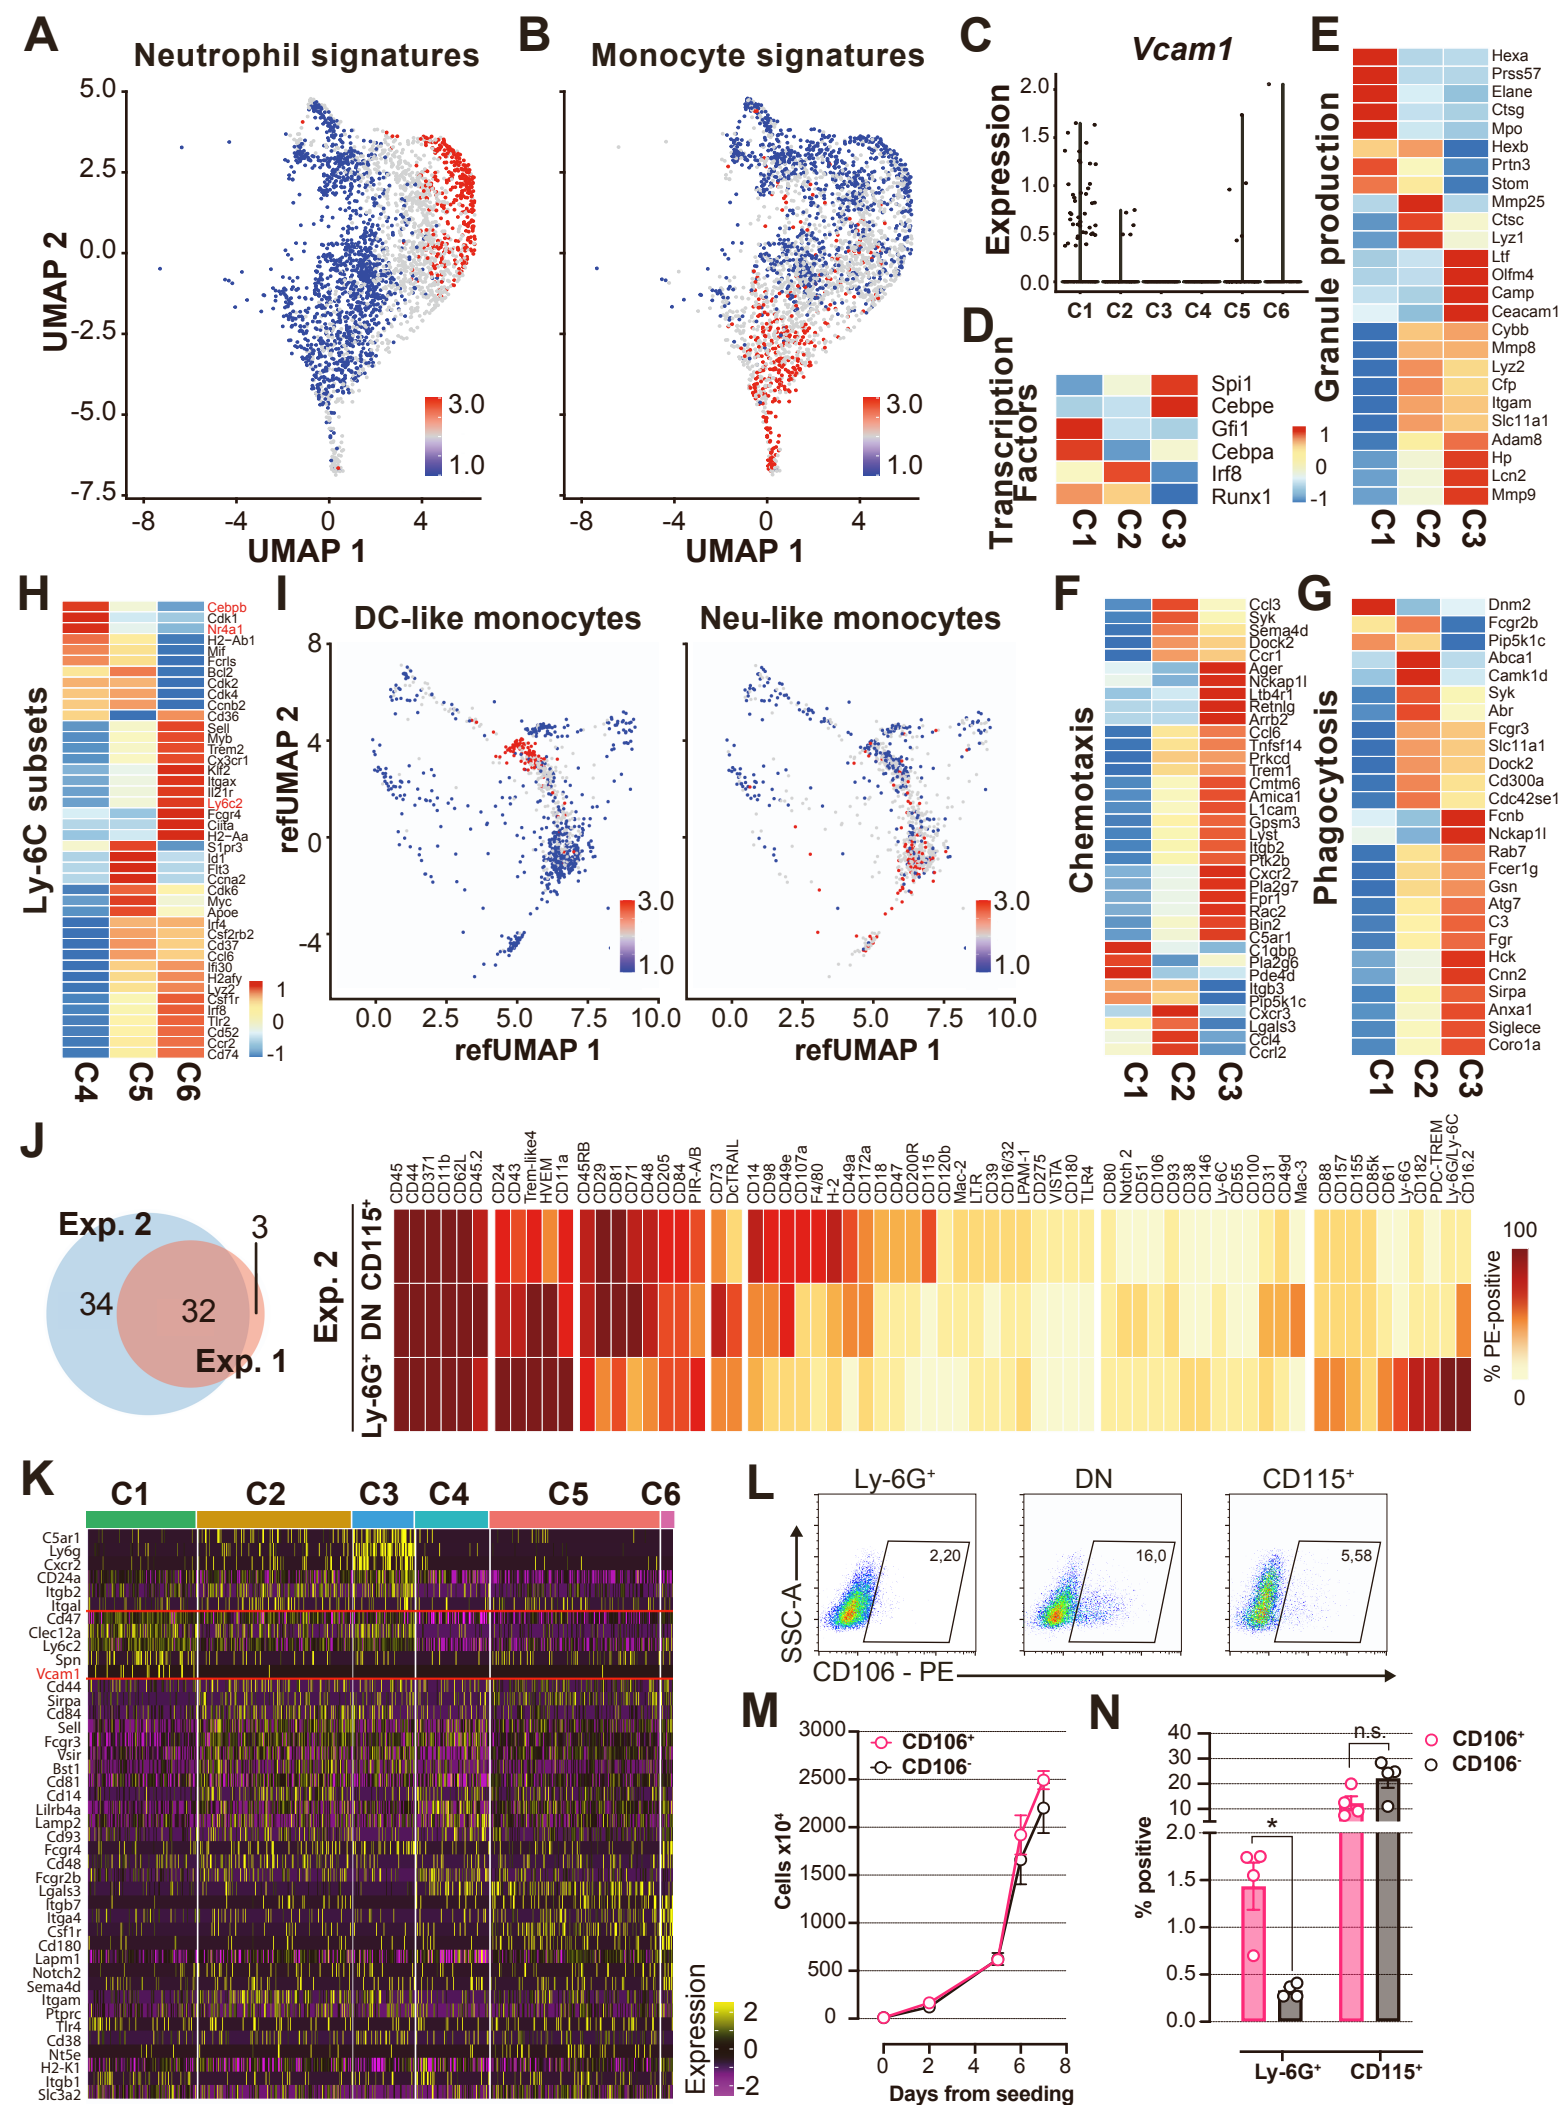 A
Neutrophil signatures
5.0
2.5
0.0
-2.5
-5.0
-7.5
UMAP 2
-8
-4
0
4
UMAP 1
3.0
1.0
B
Monocyte signatures
-8
-4
0
4
UMAP 1
3.0
1.0
C
Vcam1
Expression
2.0
1.5
1.0
0.5
0.0
C1
C2
C3
C4
C5
C6
D
Transcription
Factors
Spi1
Cebpe
Gfi1
Cebpa
Irf8
Runx1
C1
C2
C3
1
0
-1
E
Granule production
Hexa
Prss57
Elane
Ctsg
Mpo
Hexb
Prtn3
Stom
Mmp25
Ctsc
Lyz1
Ltf
Olfm4
Camp
Ceacam1
Cybb
Mmp8
Lyz2
Cfp
Itgam
Slc11a1
Adam8
Hp
Lcn2
Mmp9
C1
C2
C3
H
Ly-6C subsets
Cebpb
Cdk1
Nr4a1
H2-Ab1
Mif
Fcrls
Bcl2
Cdk2
Cdk4
Ccnb2
Cd36
Sell
Myb
Trem2
Cx3cr1
Klf2
Itgax
Il21r
Ly6c2
Fcgr4
Ciita
H2-Aa
S1pr3
Id1
Flt3
Ccna2
Cdk6
Myc
Apoe
Irf4
Csf2rb2
Cd37
Ccl6
Ifi30
H2afy
Lyz2
Csf1r
Irf8
Tlr2
Cd52
Ccr2
Cd74
C4
C5
C6
1
0
-1
I
DC-like monocytes
8
4
0
-4
refUMAP 2
0.0
2.5
5.0
7.5
10.0
refUMAP 1
3.0
1.0
Neu-like monocytes
0.0
2.5
5.0
7.5
10.0
refUMAP 1
3.0
1.0
F
Chemotaxis
Ccl3
Syk
Sema4d
Dock2
Ccr1
Ager
Nckap1l
Ltb4r1
Retnlg
Arrb2
Ccl6
Tnfsf14
Prkcd
Trem1
Cmtm6
Amica1
L1cam
Gpsm3
Lyst
Itgb2
Ptk2b
Cxcr2
Pla2g7
Fpr1
Rac2
Bin2
C5ar1
C1qbp
Pla2g6
Pde4d
Itgb3
Pip5k1c
Cxcr3
Lgals3
Ccl4
Ccrl2
C1
C2
C3
G
Phagocytosis
Dnm2
Fcgr2b
Pip5k1c
Abca1
Camk1d
Syk
Abr
Fcgr3
Slc11a1
Dock2
Cd300a
Cdc42se1
Fcnb
Nckap1l
Rab7
Fcer1g
Gsn
Atg7
C3
Fgr
Hck
Cnn2
Sirpa
Anxa1
Siglece
Coro1a
C1
C2
C3
J
Exp. 2
3
34
32
Exp. 1
Exp. 2
CD115+
DN
Ly-6G+
CD45
CD44
CD371
CD11b
CD62L
CD45.2
CD24
CD43
Trem-like4
HVEM
CD11a
CD45RB
CD29
CD81
CD71
CD48
CD205
CD84
PIR-A/B
CD73
DcTRAIL
CD14
CD98
CD49e
CD107a
F4/80
H-2
CD49a
CD172a
CD18
CD47
CD200R
CD115
CD120b
Mac-2
LT.R
CD39
CD16/32
LPAM-1
CD275
VISTA
CD180
TLR4
CD80
Notch 2
CD51
CD106
CD93
CD38
CD146
Ly-6C
CD55
CD100
CD31
CD49d
Mac-3
CD88
CD157
CD155
CD85k
CD61
Ly-6G
CD182
PDC-TREM
Ly-6G/Ly-6C
CD16.2
% PE-positive
100
0
K
C1
C2
C3
C4
C5
C6
C5ar1
Ly6g
Cxcr2
CD24a
Itgb2
Itgal
Cd47
Clec12a
Ly6c2
Spn
Vcam1
Cd44
Sirpa
Cd84
Sell
Fcgr3
Vsir
Bst1
Cd81
Cd14
Lilrb4a
Lamp2
Cd93
Fcgr4
Cd48
Fcgr2b
Lgals3
Itgb7
Itga4
Csf1r
Cd180
Lapm1
Notch2
Sema4d
Itgam
Ptprc
Tlr4
Cd38
Nt5e
H2-K1
Itgb1
Slc3a2
Expression
2
0
-2
L
Ly-6G+
DN
CD115+
2,20
16,0
5,58
SSC-A
CD106 - PE
M
3000
2500
2000
1500
1000
500
0
Cells x10⁴
CD106+
CD106-
0
2
4
6
8
Days from seeding
N
40
30
20
10
2.0
1.5
1.0
0.5
0.0
% positive
*
n.s.
CD106+
CD106-
Ly-6G+
CD115+